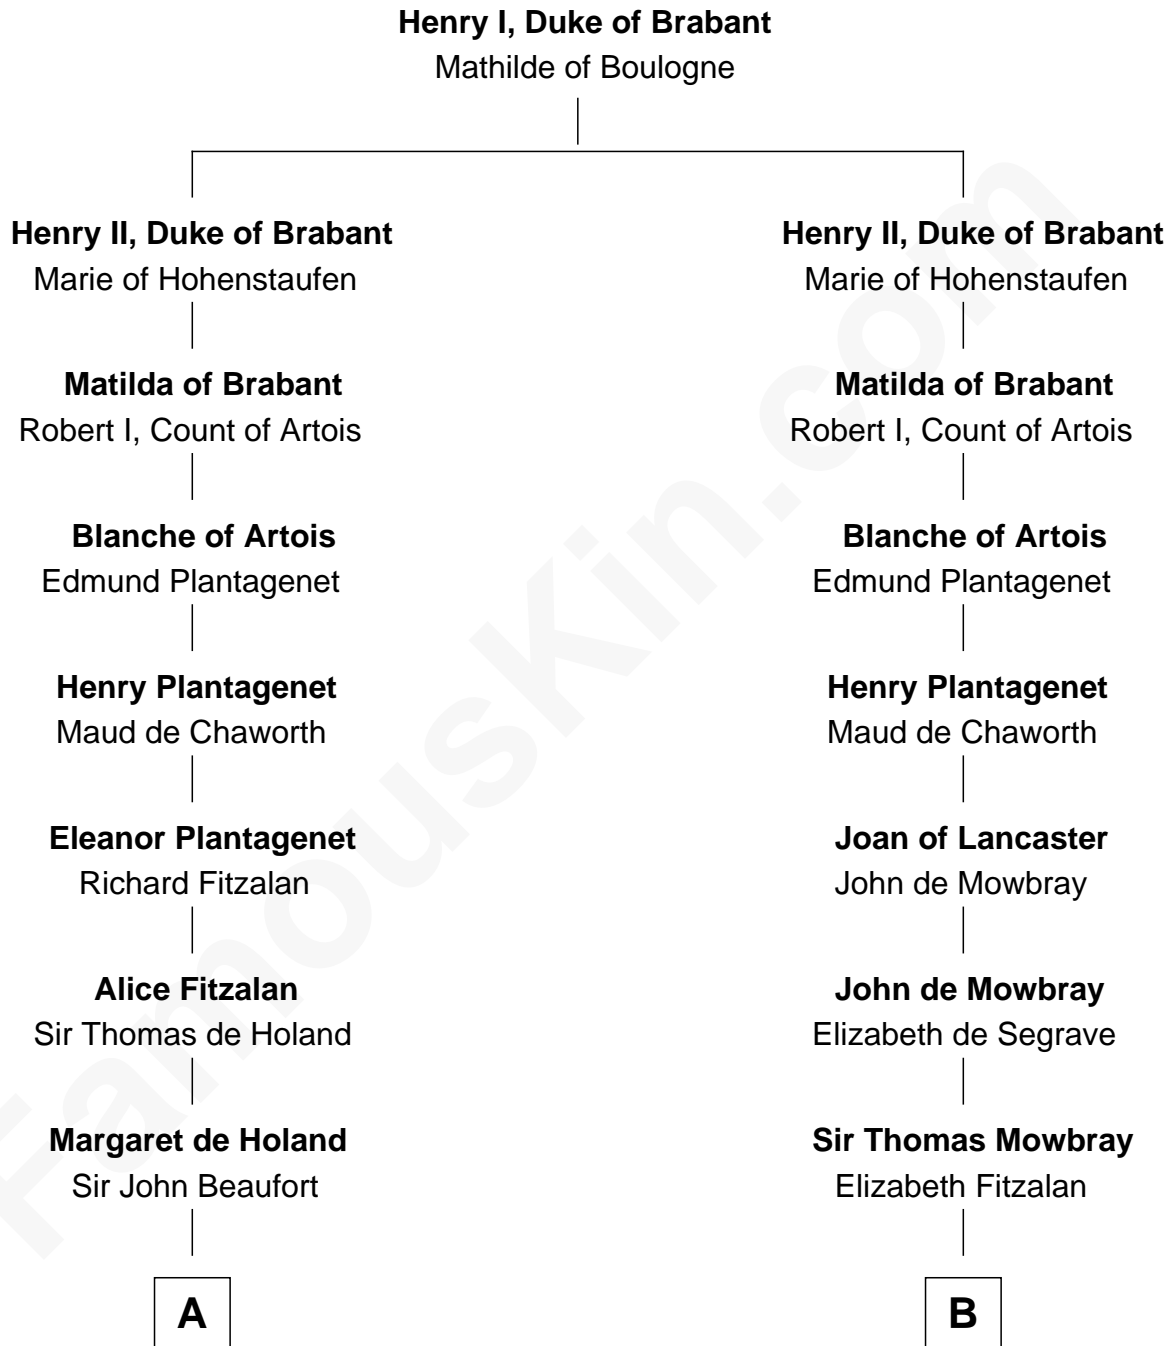 Henry I, Duke of Brabant
Mathilde of Boulogne
Henry II, Duke of Brabant
Marie of Hohenstaufen
Matilda of Brabant
Robert I, Count of Artois
Blanche of Artois
Edmund Plantagenet
Henry Plantagenet
Maud de Chaworth
Eleanor Plantagenet
Richard Fitzalan
Alice Fitzalan
Sir Thomas de Holand
Margaret de Holand
Sir John Beaufort
A
Henry II, Duke of Brabant
Marie of Hohenstaufen
Matilda of Brabant
Robert I, Count of Artois
Blanche of Artois
Edmund Plantagenet
Henry Plantagenet
Maud de Chaworth
Joan of Lancaster
John de Mowbray
John de Mowbray
Elizabeth de Segrave
Sir Thomas Mowbray
Elizabeth Fitzalan
B
FamousKin.com